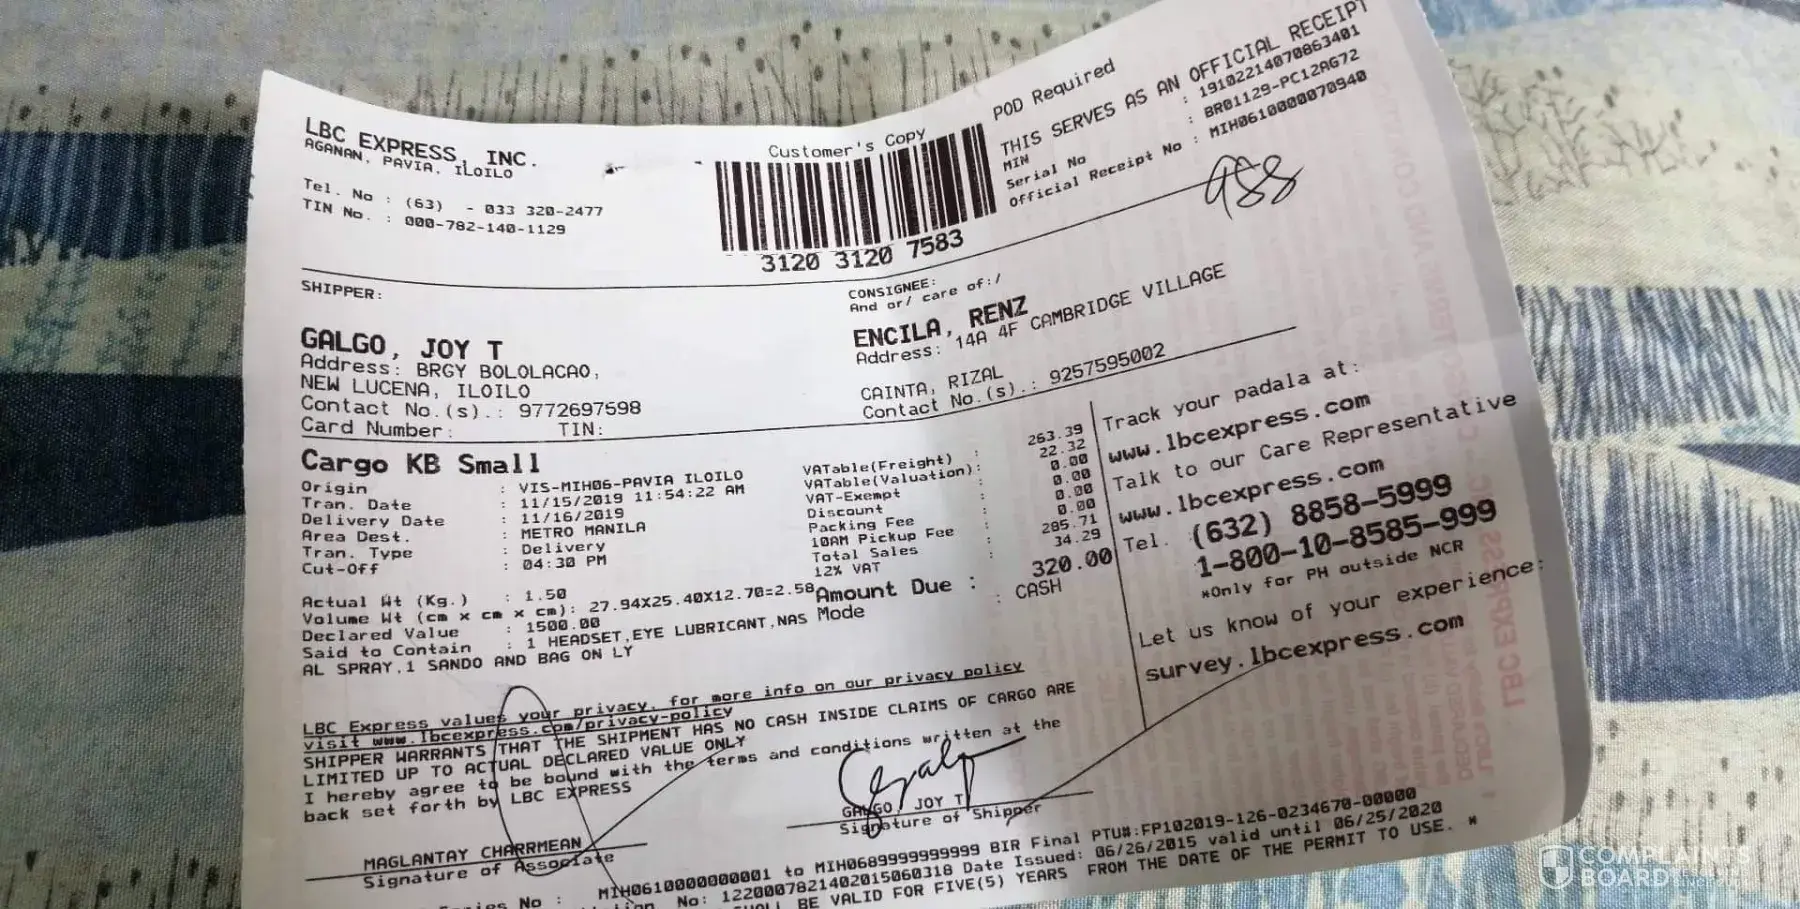 LBC EXPRESS, INC.
AGANAN, PAVIA, ILOILO
Tel. No : (63) - 033 320-2477
TIN No. : 000-782-140-1129
Customer's Copy
3120 3120 7583
POD Required
THIS SERVES AS AN OFFICIAL RECEIPT
MIN : 19102214070863401
Serial No : BR01129-PC12AG72
Official Receipt No : MIH0610000070940
988
SHIPPER:
GALGO, JOY T
Address: BRGY BOLOLACAO,
NEW LUCENA, ILOILO
Contact No.(s).: 9772697598
Card Number: TIN:
CONSIGNEE:
And or/ care of:/
ENCILA, RENZ
Address: 14A 4F CAMBRIDGE VILLAGE
CAINTA, RIZAL
Contact No.(s).: 9257595002
Cargo KB Small
Origin : VIS-MIH06-PAVIA ILOILO
Tran. Date : 11/15/2019 11:54:22 AM
Delivery Date : 11/16/2019
Area Dest. : METRO MANILA
Tran. Type : Delivery
Cut-Off : 04:30 PM
Actual Wt (Kg.) : 1.50
Volume Wt (cm x cm x cm): 27.94X25.40X12.70=2.58
Declared Value : 1500.00
Said to Contain : 1 HEADSET,EYE LUBRICANT,NAS
AL SPRAY,1 SANDO AND BAG ON LY
VATable(Freight) : 263.39
VATable(Valuation): 22.32
VAT-Exempt : 0.00
Discount : 0.00
Packing Fee : 0.00
10AM Pickup Fee : 0.00
Total Sales : 285.71
12% VAT : 34.29
Amount Due : 320.00
Mode : CASH
Track your padala at:
www.lbcexpress.com
Talk to our Care Representative
www.lbcexpress.com
Tel. (632) 8858-5999
1-800-10-8585-999
*Only for PH outside NCR
Let us know of your experience:
survey.lbcexpress.com
LBC Express values your privacy, for more info on our privacy policy
visit www.lbcexpress.com/privacy-policy
SHIPPER WARRANTS THAT THE SHIPMENT HAS NO CASH INSIDE CLAIMS OF CARGO ARE
LIMITED UP TO ACTUAL DECLARED VALUE ONLY
I hereby agree to be bound with the terms and conditions written at the
back set forth by LBC EXPRESS
MAGLANTAY CHARRMEAN
Signature of Associate
Galgo
GALGO, JOY T
Signature of Shipper
Series No : MIH0610000000001 to MIH0689999999999 BIR Final PTU#:FP102019-126-0234670-00000
No: 12200078214020150603​18 Date Issued: 06/26/2015 valid until 06/25/2020
BE VALID FOR FIVE(5) YEARS FROM THE DATE OF THE PERMIT TO USE. *
LBC EXPRESS
COMPLAINTS
BOARD